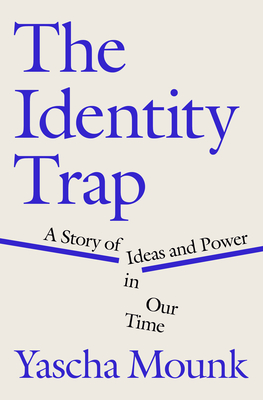 The
Identity
Trap
A Story of
Ideas and Power
in
Our
Time
Yascha Mounk